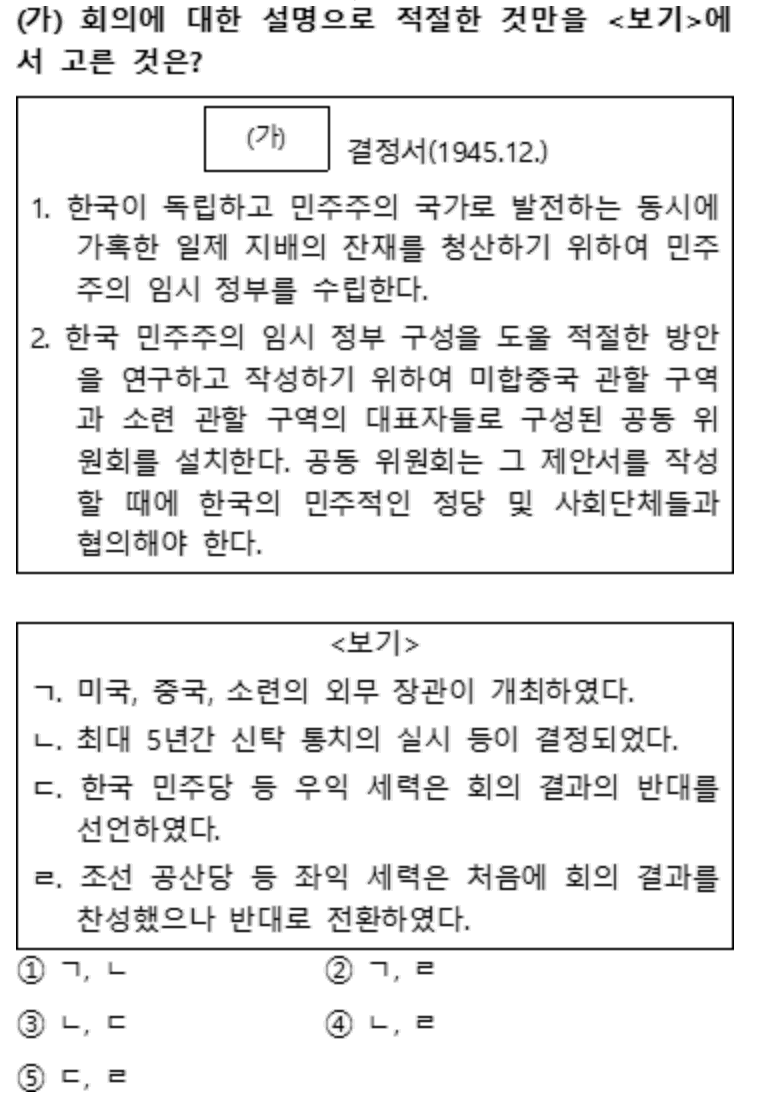 (가) 회의에 대한 설명으로 적절한 것만을 <보기>에
서 고른 것은?
(가) 결정서(1945.12.)
1. 한국이 독립하고 민주주의 국가로 발전하는 동시에
가혹한 일제 지배의 잔재를 청산하기 위하여 민주
주의 임시 정부를 수립한다.
2. 한국 민주주의 임시 정부 구성을 도울 적절한 방안
을 연구하고 작성하기 위하여 미합중국 관할 구역
과 소련 관할 구역의 대표자들로 구성된 공동 위
원회를 설치한다. 공동 위원회는 그 제안서를 작성
할 때에 한국의 민주적인 정당 및 사회단체들과
협의해야 한다.
<보기>
ㄱ. 미국, 중국, 소련의 외무 장관이 개최하였다.
ㄴ. 최대 5년간 신탁 통치의 실시 등이 결정되었다.
ㄷ. 한국 민주당 등 우익 세력은 회의 결과의 반대를
선언하였다.
ㄹ. 조선 공산당 등 좌익 세력은 처음에 회의 결과를
찬성했으나 반대로 전환하였다.
① ㄱ, ㄴ ② ㄱ, ㄹ
③ ㄴ, ㄷ ④ ㄴ, ㄹ
⑤ ㄷ, ㄹ